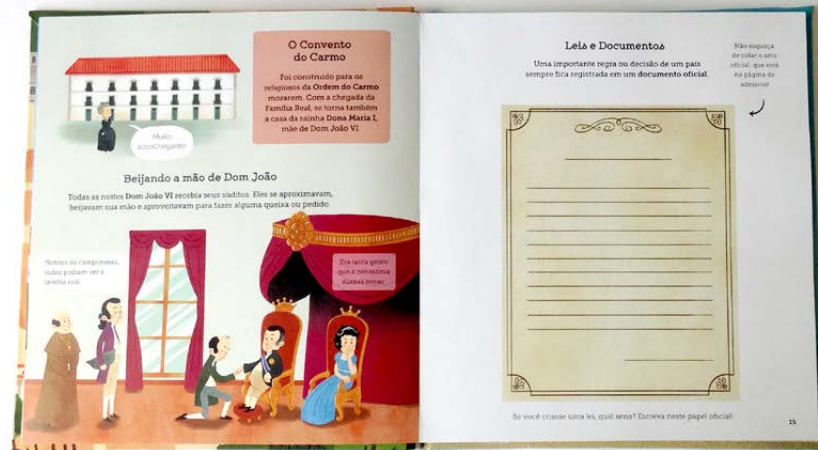 O Convento
do Carmo
Foi construído para os
religiosos da Ordem do Carmo
morarem. Com a chegada da
Família Real, se torna também
a casa da rainha Dona Maria I,
mãe de Dom João VI.
Muito
aconchegante!
Beijando a mão de Dom João
Todas as noites Dom João VI recebia seus súditos. Eles se aproximavam,
beijavam sua mão e aproveitavam para fazer alguma queixa ou pedido.
Nobres ou camponeses,
todos podiam ver a
família real.
Era tanta gente
que a cerimônia
durava horas!
Leis e Documentos
Uma importante regra ou decisão de um país
sempre fica registrada em um documento oficial.
Não esqueça
de colar o selo
oficial, que está
na página de
adesivos!
Se você criasse uma lei, qual seria? Escreva neste papel oficial!
15